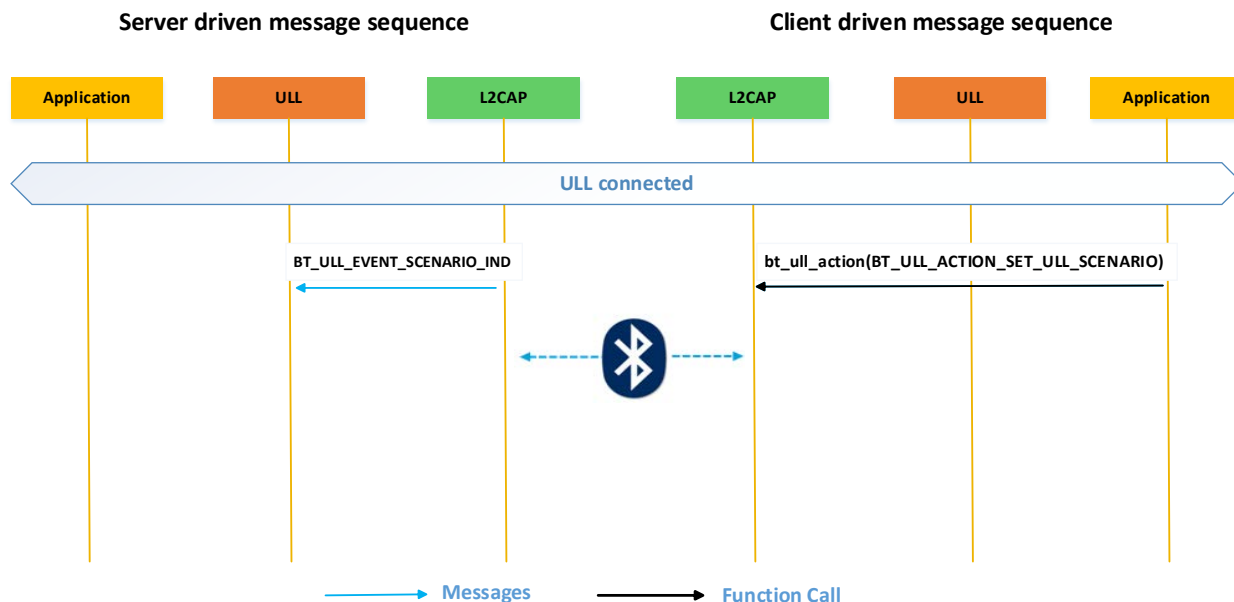 Server driven message sequence
Client driven message sequence
Application
ULL
L2CAP
L2CAP
ULL
Application
ULL connected
BT_ULL_EVENT_SCENARIO_IND
bt_ull_action(BT_ULL_ACTION_SET_ULL_SCENARIO)
Messages
Function Call